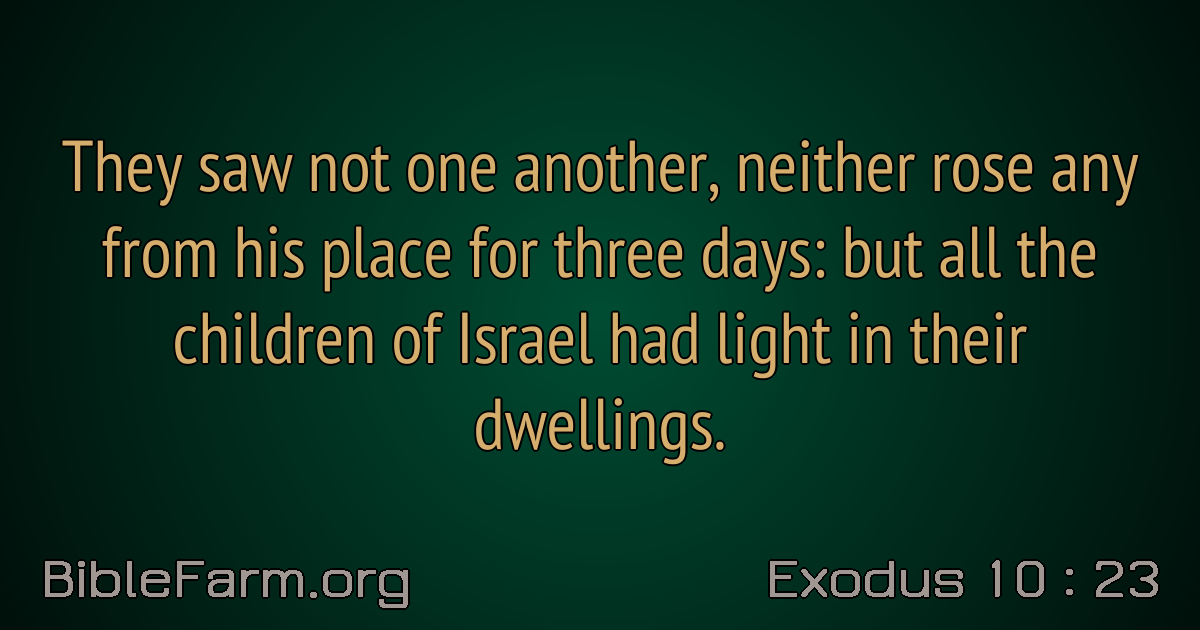 They saw not one another, neither rose any
from his place for three days: but all the
children of Israel had light in their
dwellings.
BibleFarm.org
Exodus 10 : 23